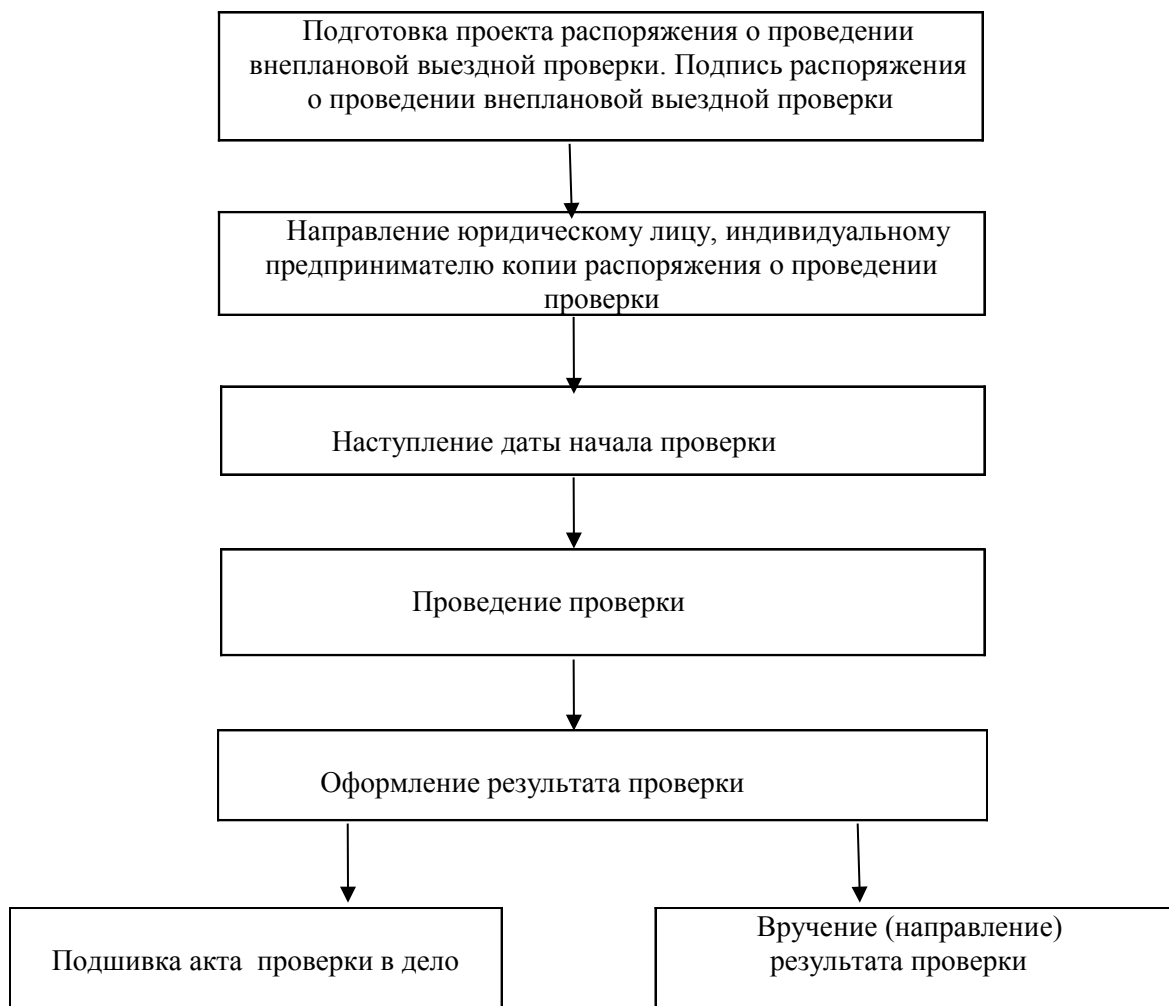 Подготовка проекта распоряжения о проведении
внеплановой выездной проверки. Подпись распоряжения
о проведении внеплановой выездной проверки
Направление юридическому лицу, индивидуальному
предпринимателю копии распоряжения о проведении
проверки
Наступление даты начала проверки
Проведение проверки
Оформление результата проверки
Подшивка акта проверки в дело
Вручение (направление)
результата проверки